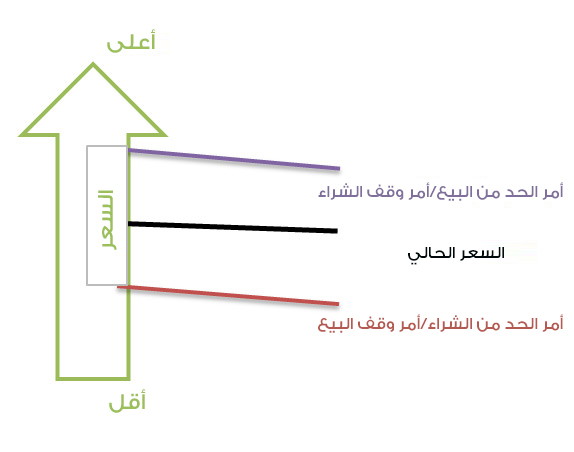 أعلى
أمر الحد من البيع/أمر وقف الشراء
السعر
السعر الحالي
أمر الحد من الشراء/أمر وقف البيع
أقل